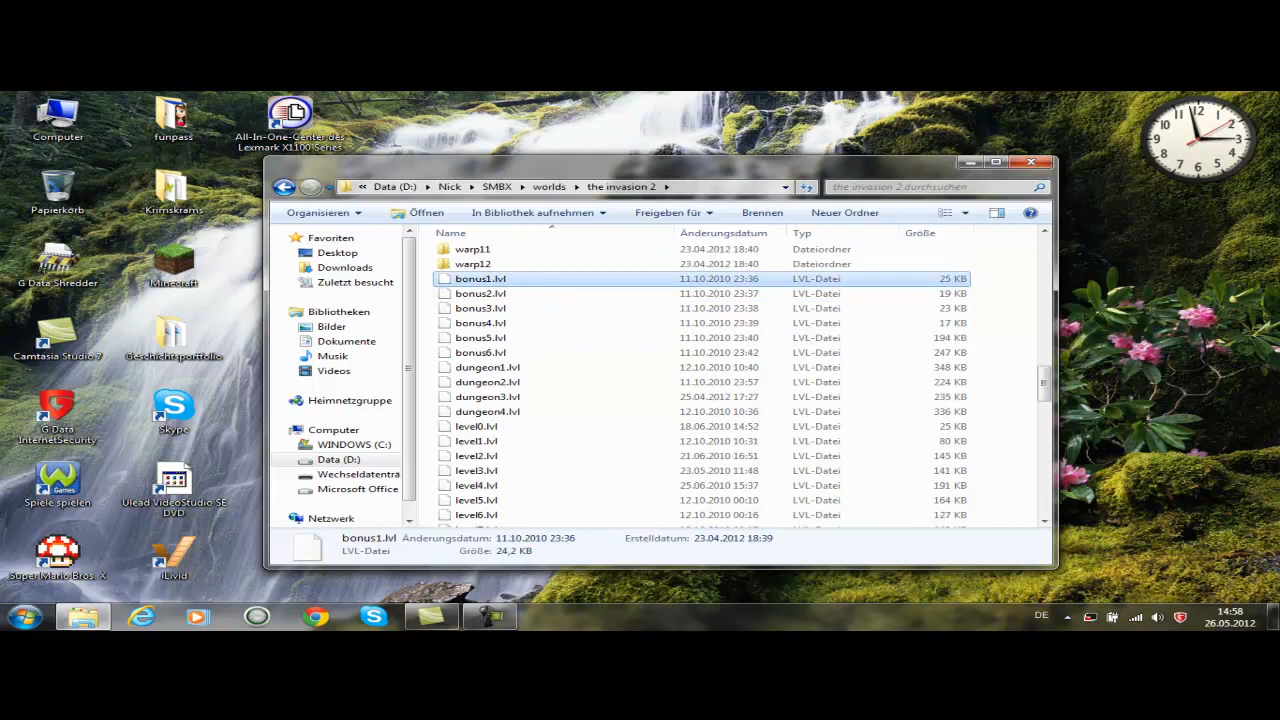 Computer
funpass
All-In-One-Center des
Lexmark X1100 Series
Papierkorb
Krimskrams
G Data Shredder
Minecraft
Camtasia Studio 7
Geschichtsportfolio
G Data
InternetSecurity
Skype
Spiele spielen
Ulead VideoStudio SE
DVD
Super Mario Bros. X
iLivid
« Data (D:) Nick SMBX worlds the invasion 2
the invasion 2 durchsuchen
Organisieren Öffnen In Bibliothek aufnehmen Freigeben für Brennen Neuer Ordner
Favoriten
Desktop
Downloads
Zuletzt besucht
Bibliotheken
Bilder
Dokumente
Musik
Videos
Heimnetzgruppe
Computer
WINDOWS (C:)
Data (D:)
Wechseldatenträ
Microsoft Office
Netzwerk
Name Änderungsdatum Typ Größe
warp11 23.04.2012 18:40 Dateiordner
warp12 23.04.2012 18:40 Dateiordner
bonus1.lvl 11.10.2010 23:36 LVL-Datei 25 KB
bonus2.lvl 11.10.2010 23:37 LVL-Datei 19 KB
bonus3.lvl 11.10.2010 23:38 LVL-Datei 23 KB
bonus4.lvl 11.10.2010 23:39 LVL-Datei 17 KB
bonus5.lvl 11.10.2010 23:40 LVL-Datei 194 KB
bonus6.lvl 11.10.2010 23:42 LVL-Datei 247 KB
dungeon1.lvl 12.10.2010 10:40 LVL-Datei 348 KB
dungeon2.lvl 11.10.2010 23:57 LVL-Datei 224 KB
dungeon3.lvl 25.04.2012 17:27 LVL-Datei 235 KB
dungeon4.lvl 12.10.2010 10:36 LVL-Datei 336 KB
level0.lvl 18.06.2010 14:52 LVL-Datei 25 KB
level1.lvl 12.10.2010 10:31 LVL-Datei 80 KB
level2.lvl 21.06.2010 16:51 LVL-Datei 145 KB
level3.lvl 23.05.2010 11:48 LVL-Datei 141 KB
level4.lvl 25.06.2010 15:37 LVL-Datei 191 KB
level5.lvl 12.10.2010 00:14 LVL-Datei 164 KB
level6.lvl 12.10.2010 00:16 LVL-Datei 127 KB
bonus1.lvl Änderungsdatum: 11.10.2010 23:36 Erstelldatum: 23.04.2012 18:39
LVL-Datei Größe: 24,2 KB
12
1
2
3
4
5
6
7
8
9
10
11
DE
14:58
26.05.2012